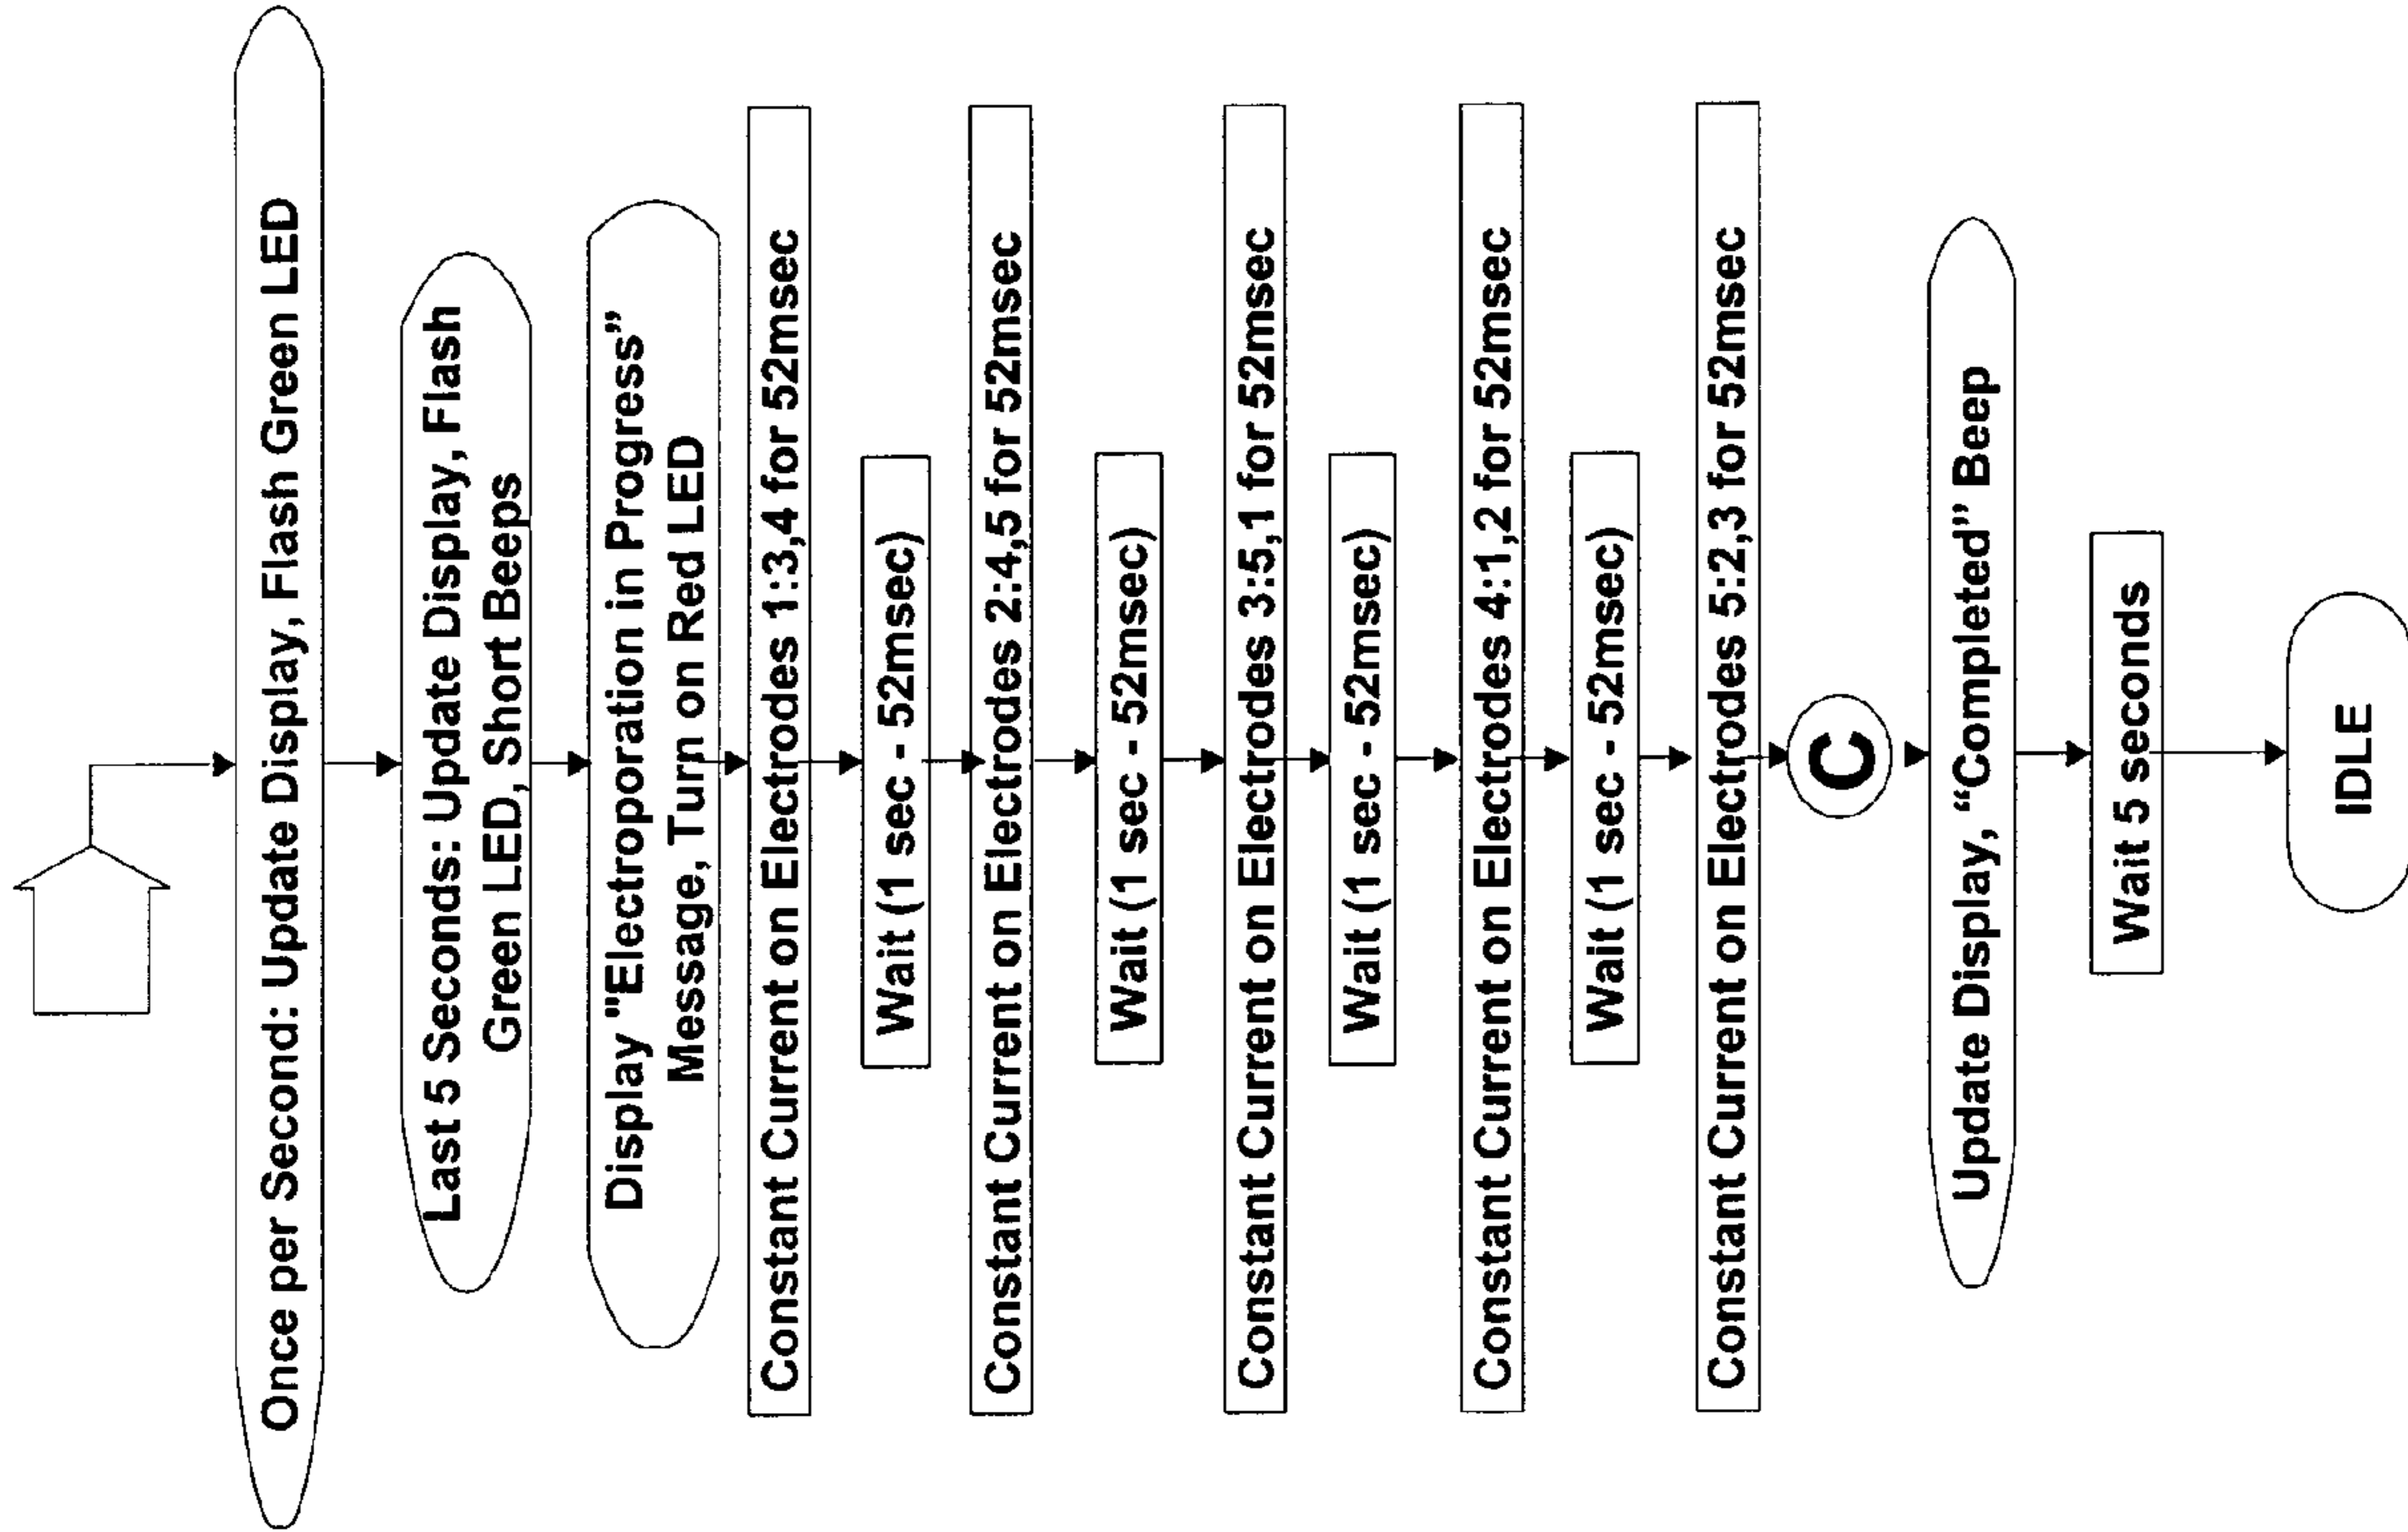 Once per Second: Update Display, Flash Green LED
Last 5 Seconds: Update Display, Flash
Green LED, Short Beeps
Display "Electroporation in Progress”
Message, Turn on Red LED
Constant Current on Electrodes 1:3,4 for 52msec
Wait (1 sec - 52msec)
Constant Current on Electrodes 2:4,5 for 52msec
Wait (1 sec - 52msec)
Constant Current on Electrodes 3:5,1 for 52msec
Wait (1 sec - 52msec)
Constant Current on Electrodes 4:1,2 for 52msec
Wait (1 sec - 52msec)
Constant Current on Electrodes 5:2,3 for 52msec
C
Update Display, “Completed” Beep
Wait 5 seconds
IDLE